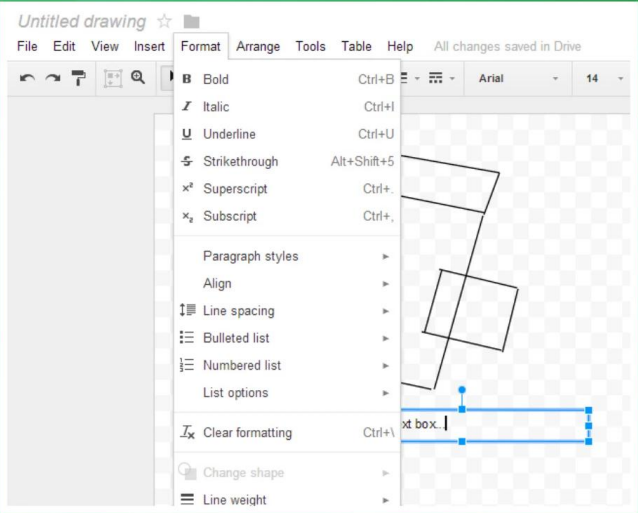 Untitled drawing
File Edit View Insert Format Arrange Tools Table Help All changes saved in Drive
Arial 14
B Bold Ctrl+B
I Italic Ctrl+I
U Underline Ctrl+U
S Strikethrough Alt+Shift+5
x² Superscript Ctrl+.
x₂ Subscript Ctrl+,
Paragraph styles
Align
Line spacing
Bulleted list
Numbered list
List options
Clear formatting Ctrl+\
xt box...
Change shape
Line weight